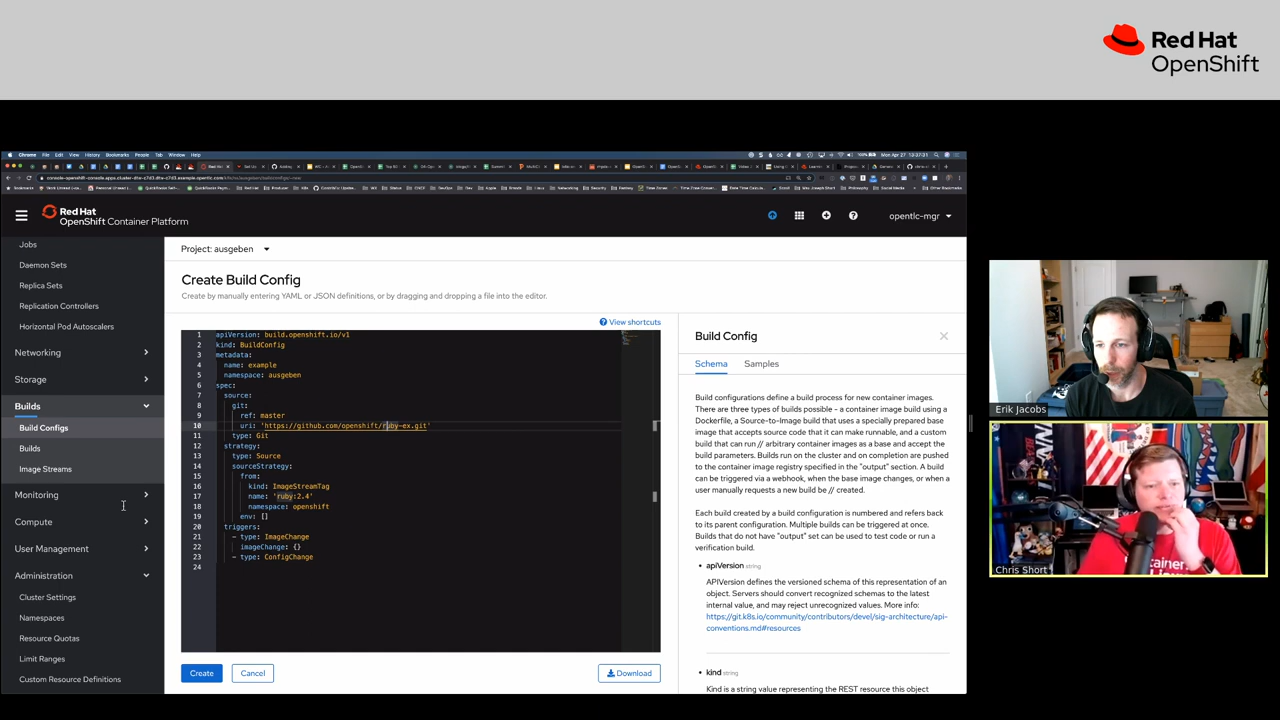 Red Hat
OpenShift
Chrome File Edit View History Bookmarks People Tab Window Help
Mon Apr 27 13:37:31
Red Hat
OpenShift Container Platform
opentlc-mgr
Jobs
Daemon Sets
Replica Sets
Replication Controllers
Horizontal Pod Autoscalers
Networking
Storage
Builds
Build Configs
Builds
Image Streams
Monitoring
Compute
User Management
Administration
Cluster Settings
Namespaces
Resource Quotas
Limit Ranges
Custom Resource Definitions
Project: ausgeben
Create Build Config
Create by manually entering YAML or JSON definitions, or by dragging and dropping a file into the editor.
View shortcuts
1 apiVersion: build.openshift.io/v1
2 kind: BuildConfig
3 metadata:
4 name: example
5 namespace: ausgeben
6 spec:
7 source:
8 git:
9 ref: master
10 uri: 'https://github.com/openshift/ruby-ex.git'
11 type: Git
12 strategy:
13 type: Source
14 sourceStrategy:
15 from:
16 kind: ImageStreamTag
17 name: 'ruby:2.4'
18 namespace: openshift
19 env: []
20 triggers:
21 - type: ImageChange
22 imageChange: {}
23 - type: ConfigChange
24
Create
Cancel
Download
Build Config
Schema
Samples
Build configurations define a build process for new container images.
There are three types of builds possible - a container image build using a
Dockerfile, a Source-to-Image build that uses a specially prepared base
image that accepts source code that it can make runnable, and a custom
build that can run // arbitrary container images as a base and accept the
build parameters. Builds run on the cluster and on completion are pushed
to the container image registry specified in the "output" section. A build
can be triggered via a webhook, when the base image changes, or when a
user manually requests a new build be // created.
Each build created by a build configuration is numbered and refers back
to its parent configuration. Multiple builds can be triggered at once.
Builds that do not have "output" set can be used to test code or run a
verification build.
• apiVersion string
APIVersion defines the versioned schema of this representation of an
object. Servers should convert recognized schemas to the latest
internal value, and may reject unrecognized values. More info:
https://git.k8s.io/community/contributors/devel/sig-architecture/api-
conventions.md#resources
• kind string
Kind is a string value representing the REST resource this object
Erik Jacobs
Chris Short